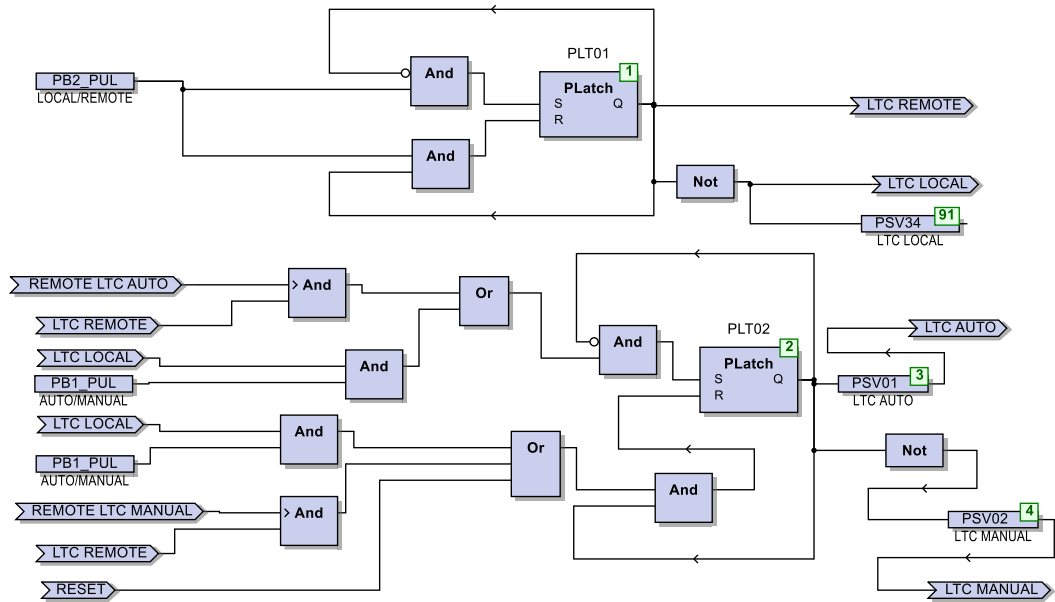 PLT01
1
And
PLatch
PB2_PUL
S Q
LOCAL/REMOTE
R
LTC REMOTE
And
Not
LTC LOCAL
PSV34 91
LTC LOCAL
REMOTE LTC AUTO
> And
Or
LTC REMOTE
LTC AUTO
PLT02
And
LTC LOCAL
2
And
PLatch
PB1_PUL
S Q
PSV01 3
AUTO/MANUAL
R
LTC AUTO
LTC LOCAL
And
Or
Not
PB1_PUL
AUTO/MANUAL
And
REMOTE LTC MANUAL
> And
PSV02 4
LTC MANUAL
LTC REMOTE
RESET
LTC MANUAL